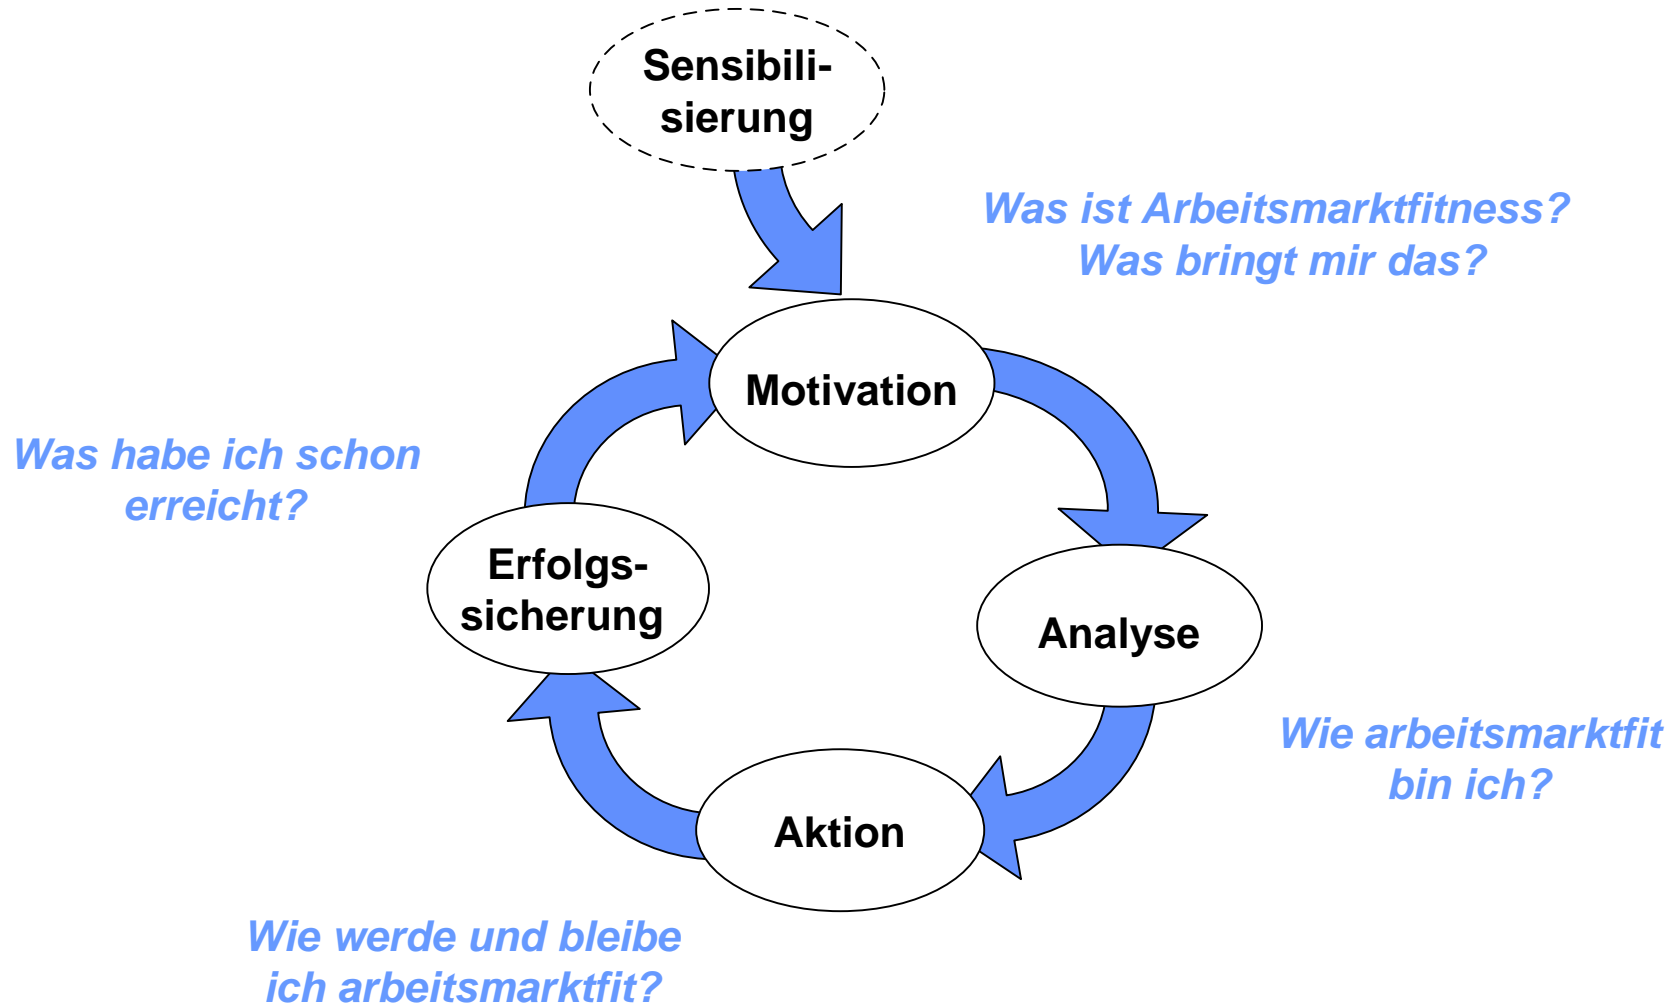 Sensibili-
sierung
Was ist Arbeitsmarktfitness?
Was bringt mir das?
Motivation
Was habe ich schon
erreicht?
Erfolgs-
sicherung
Analyse
Wie arbeitsmarktfit
bin ich?
Aktion
Wie werde und bleibe
ich arbeitsmarktfit?